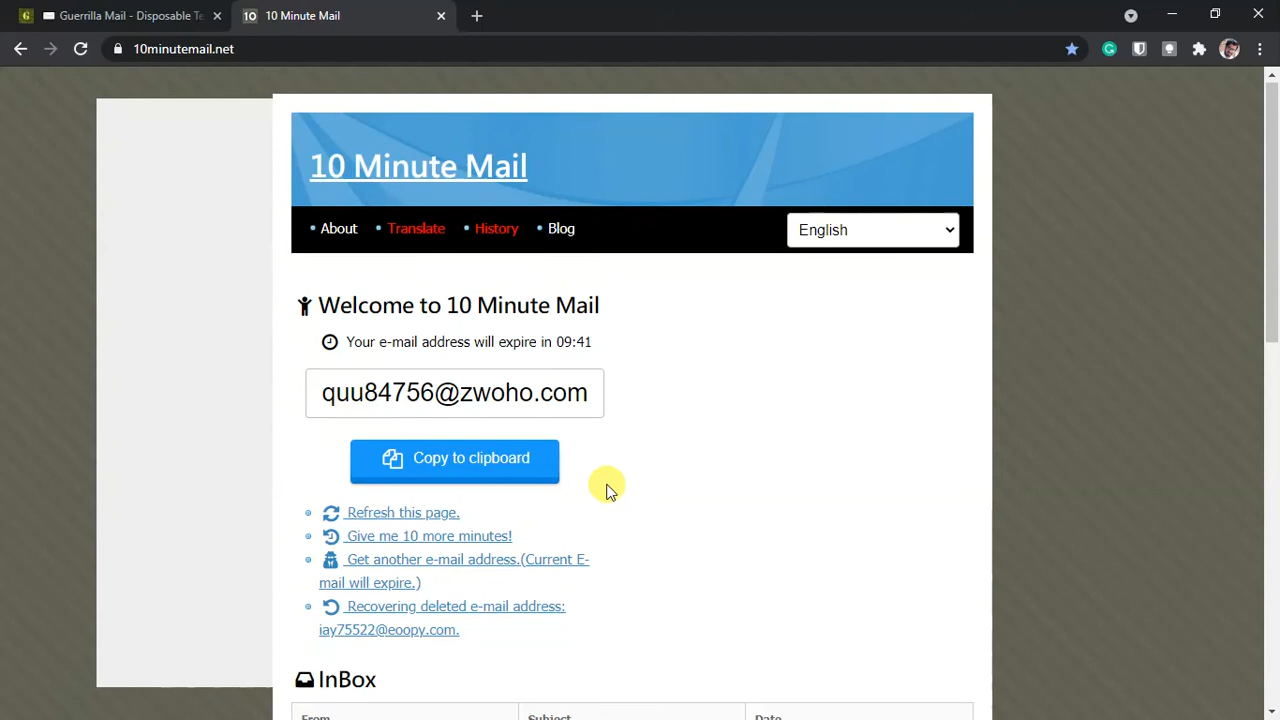 Guerrilla Mail - Disposable Te
10 10 Minute Mail
10minutemail.net
10 Minute Mail
About
Translate
History
Blog
English
Welcome to 10 Minute Mail
Your e-mail address will expire in 09:41
quu84756@zwoho.com
Copy to clipboard
Refresh this page.
Give me 10 more minutes!
Get another e-mail address.(Current E-
mail will expire.)
Recovering deleted e-mail address:
iay75522@eoopy.com.
InBox
From
Subject
Date